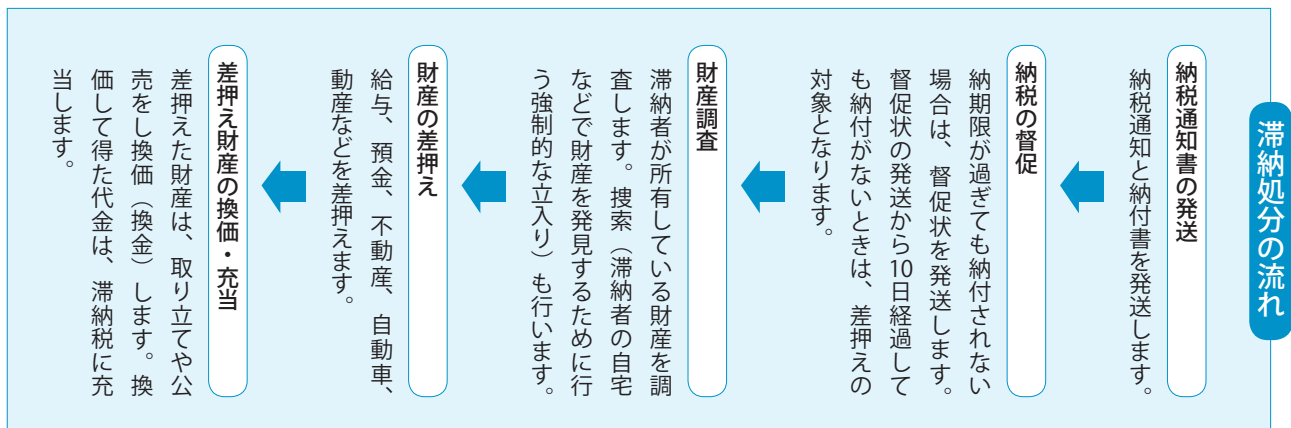 滞納処分の流れ
納税通知書の発送
納税通知と納付書を発送します。
納税の督促
納期限が過ぎても納付されない
場合は、督促状を発送します。
督促状の発送から10日経過して
も納付がないときは、差押えの
対象となります。
財産調査
滞納者が所有している財産を調
査します。捜索（滞納者の自宅
などで財産を発見するために行
う強制的な立入り）も行います。
財産の差押え
給与、預金、不動産、自動車、
動産などを差押えます。
差押え財産の換価・充当
差押えた財産は、取り立てや公
売をし換価（換金）します。換
価して得た代金は、滞納税に充
当します。